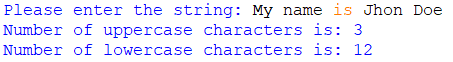 Please enter the string: My name is Jhon Doe
Number of uppercase characters is: 3
Number of lowercase characters is: 12